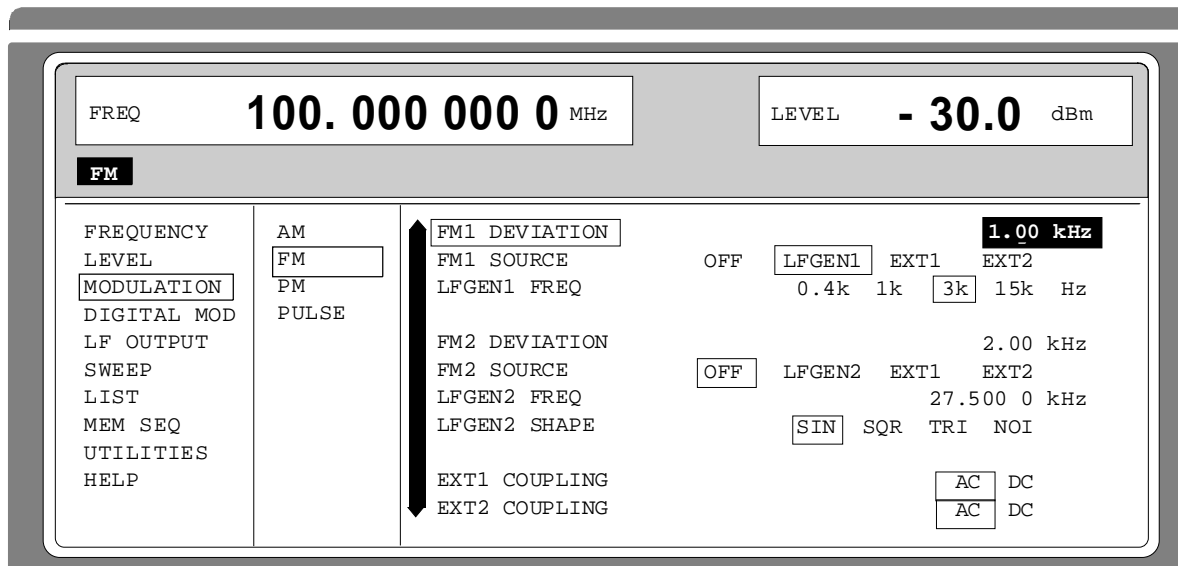 FREQ 100. 000 000 0 MHz LEVEL - 30.0 dBm
FM
FREQUENCY AM FM1 DEVIATION 1.00 kHz
LEVEL FM FM1 SOURCE OFF LFGEN1 EXT1 EXT2
MODULATION PM LFGEN1 FREQ 0.4k 1k 3k 15k Hz
DIGITAL MOD PULSE
LF OUTPUT FM2 DEVIATION 2.00 kHz
SWEEP FM2 SOURCE OFF LFGEN2 EXT1 EXT2
LIST LFGEN2 FREQ 27.500 0 kHz
MEM SEQ LFGEN2 SHAPE SIN SQR TRI NOI
UTILITIES
HELP EXT1 COUPLING AC DC
EXT2 COUPLING AC DC